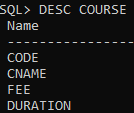 SQL> DESC COURSE
Name
----------------
CODE
CNAME
FEE
DURATION